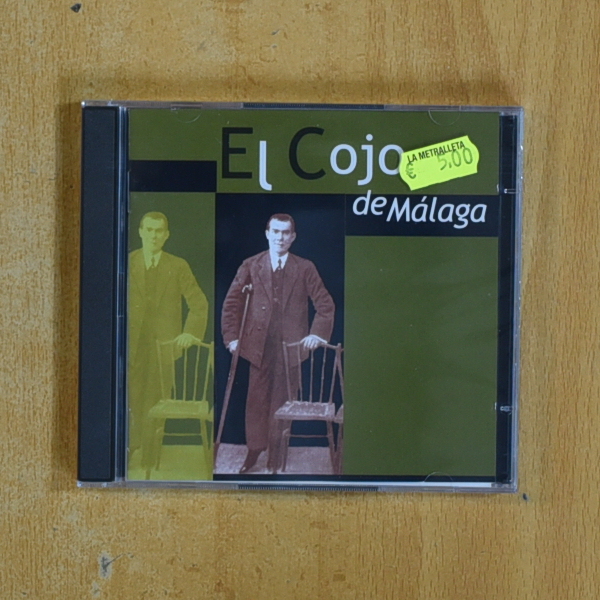 El Cojo
LA METRALLETA
€ 5.00
de Málaga